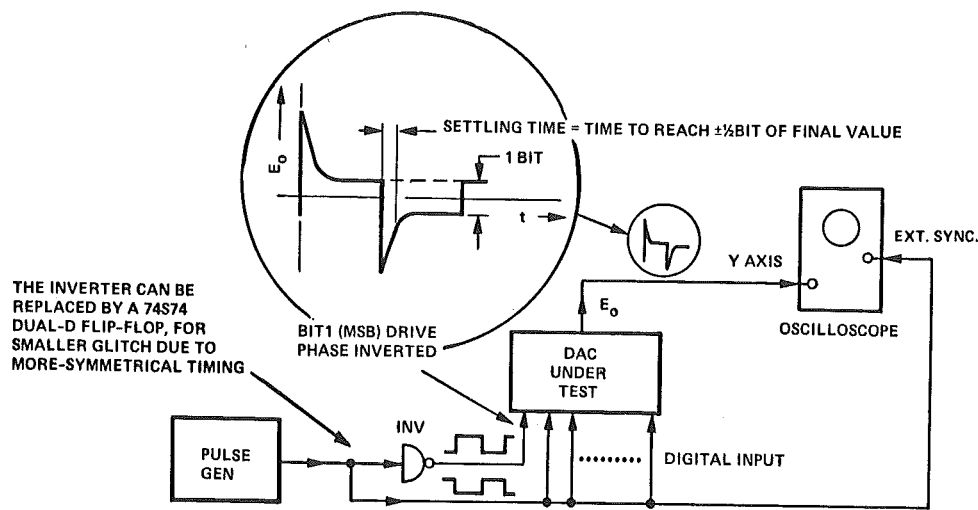 E₀
t
SETTLING TIME = TIME TO REACH ±½BIT OF FINAL VALUE
1 BIT
THE INVERTER CAN BE
REPLACED BY A 74S74
DUAL-D FLIP-FLOP, FOR
SMALLER GLITCH DUE TO
MORE-SYMMETRICAL TIMING
BIT1 (MSB) DRIVE
PHASE INVERTED
Y AXIS
EXT. SYNC.
OSCILLOSCOPE
E₀
DAC
UNDER
TEST
PULSE
GEN
INV
DIGITAL INPUT